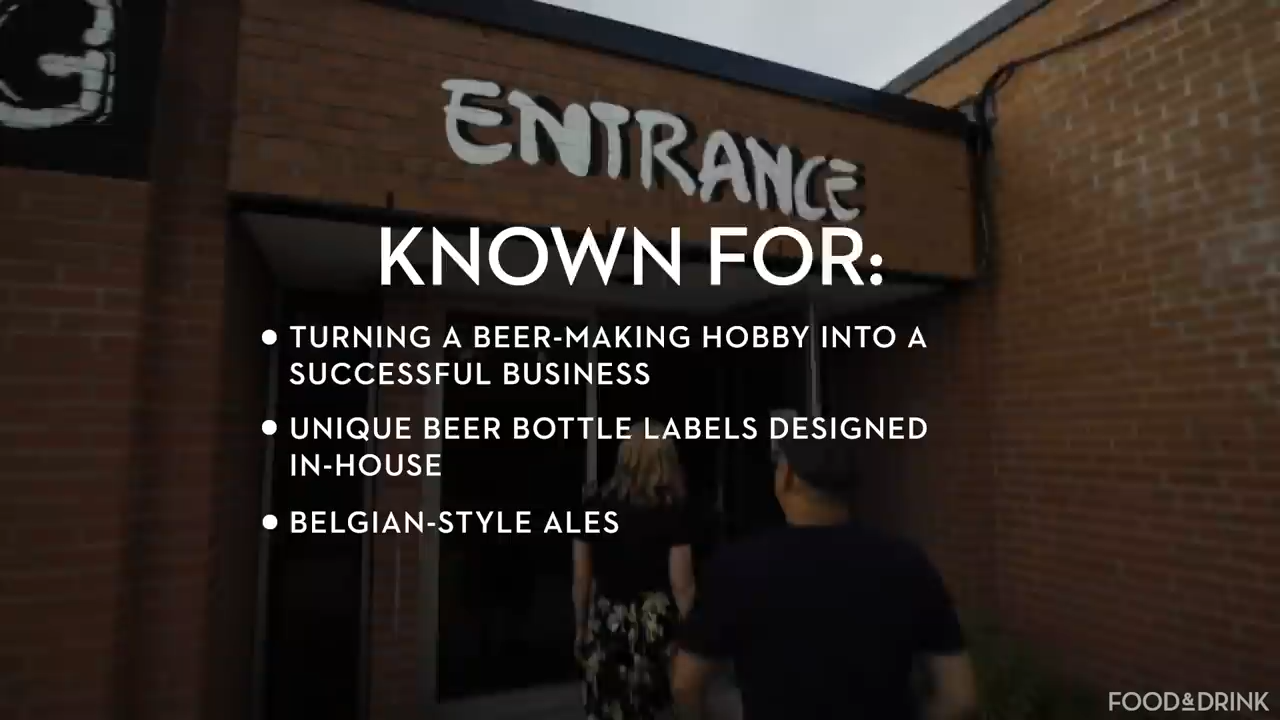 G
ENTRANCE
KNOWN FOR:
● TURNING A BEER-MAKING HOBBY INTO A
SUCCESSFUL BUSINESS
● UNIQUE BEER BOTTLE LABELS DESIGNED
IN-HOUSE
● BELGIAN-STYLE ALES
FOOD&DRINK